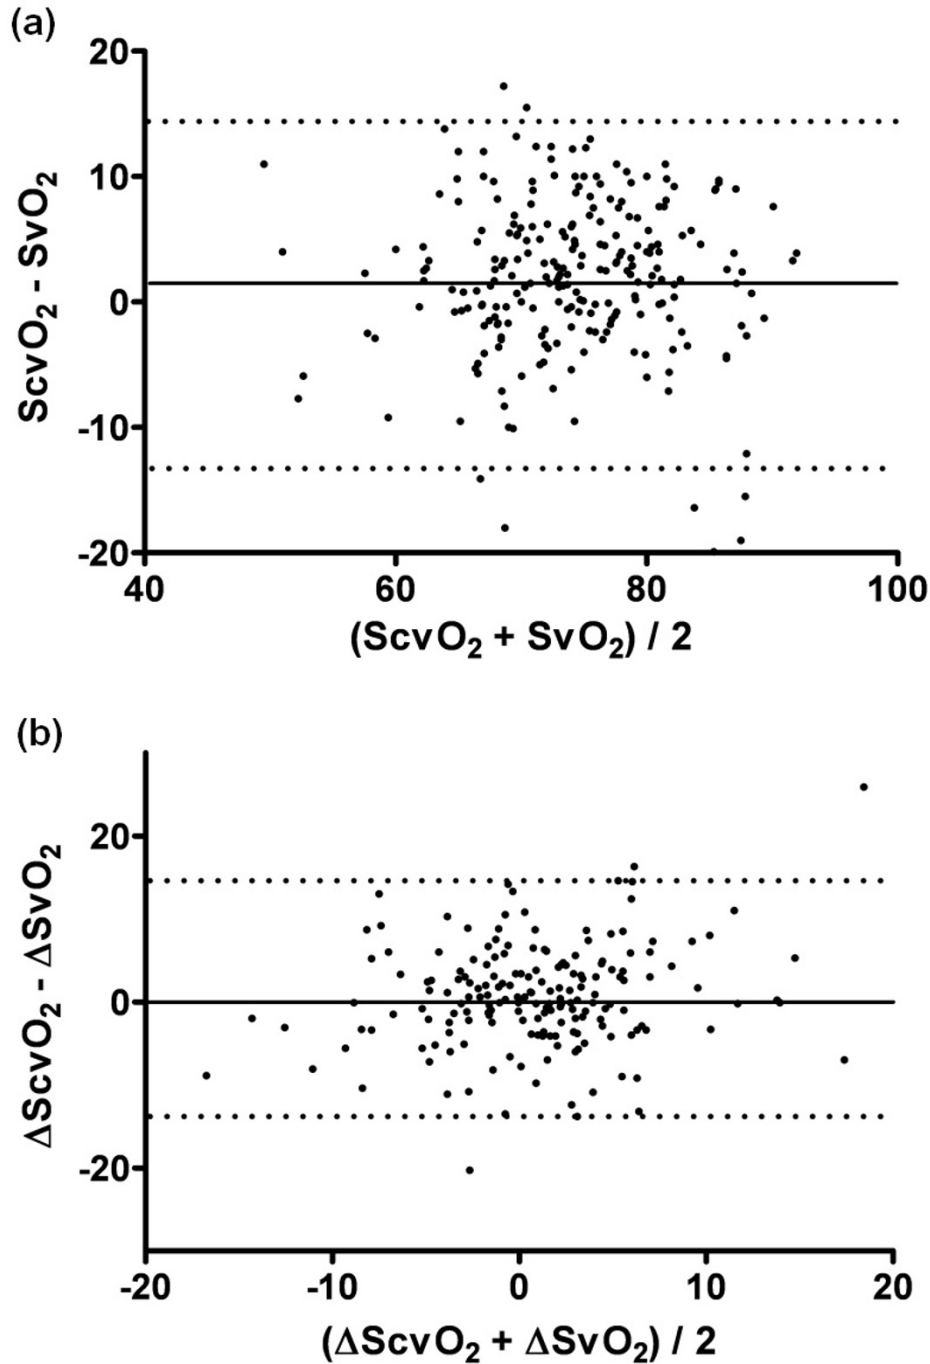 (a)
20
10
0
-10
-20
ScvO₂ - SvO₂
40 60 80 100
(ScvO₂ + SvO₂) / 2
(b)
20
0
-20
ΔScvO₂ - ΔSvO₂
-20 -10 0 10 20
(ΔScvO₂ + ΔSvO₂) / 2